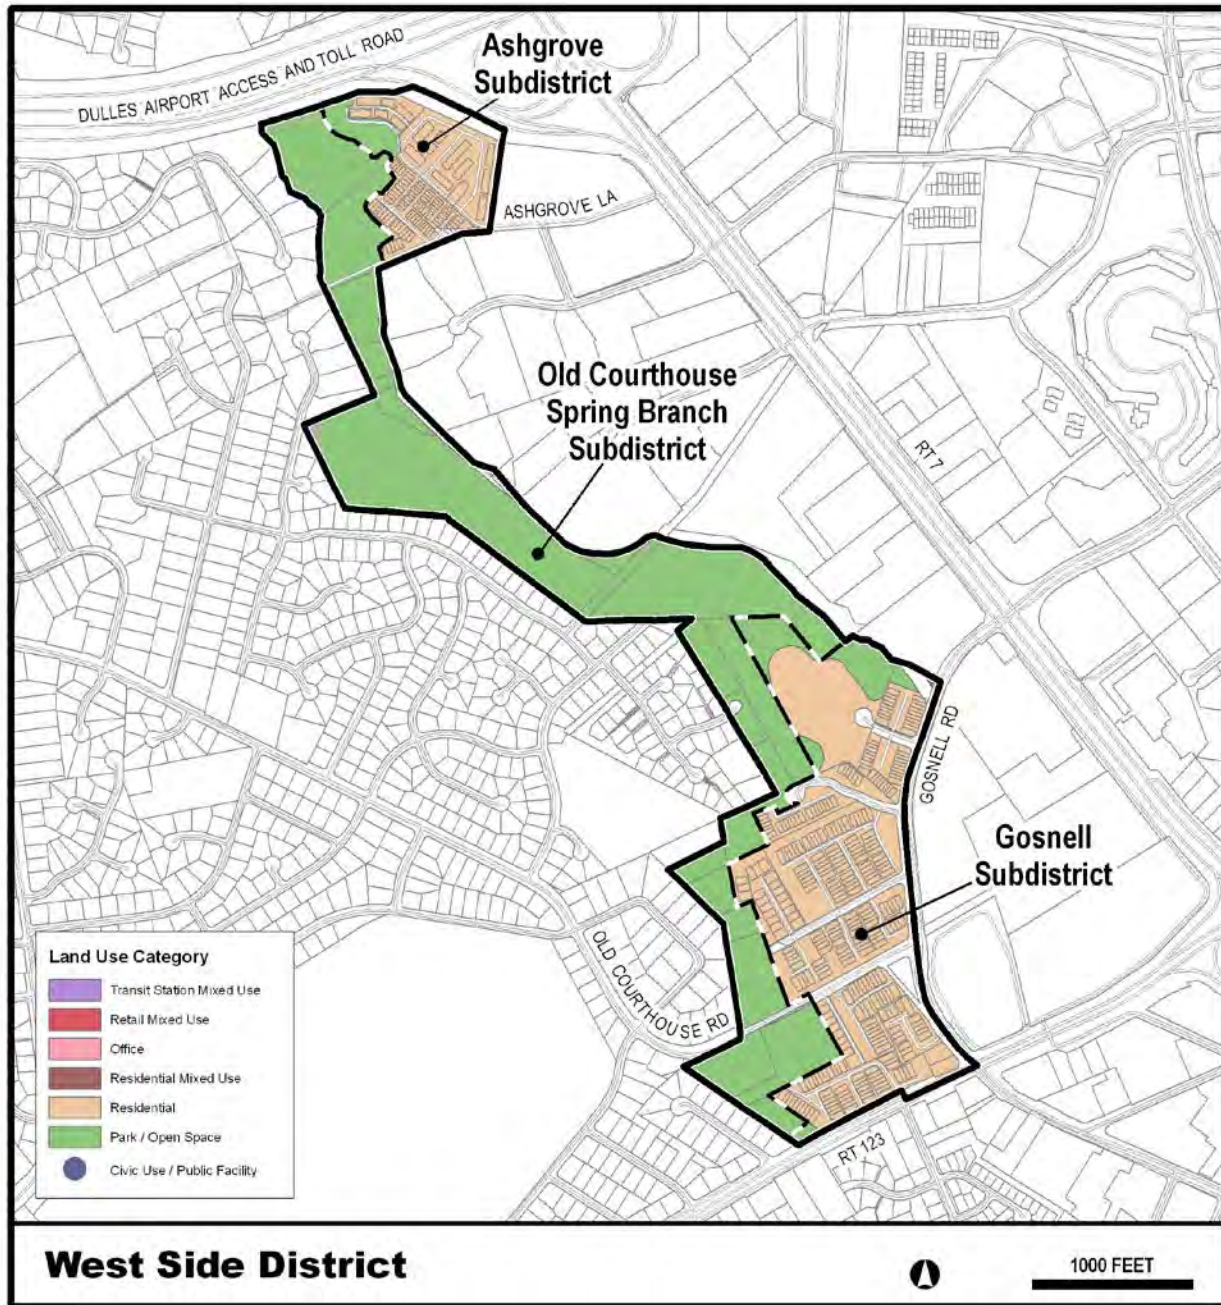 Ashgrove
Subdistrict
DULLES AIRPORT ACCESS AND TOLL ROAD
ASHGROVE LA
Old Courthouse
Spring Branch
Subdistrict
RT 7
GOSNELL RD
Gosnell
Subdistrict
OLD COURTHOUSE RD
RT 123
Land Use Category
Transit Station Mixed Use
Retail Mixed Use
Office
Residential Mixed Use
Residential
Park / Open Space
Civic Use / Public Facility
West Side District
1000 FEET